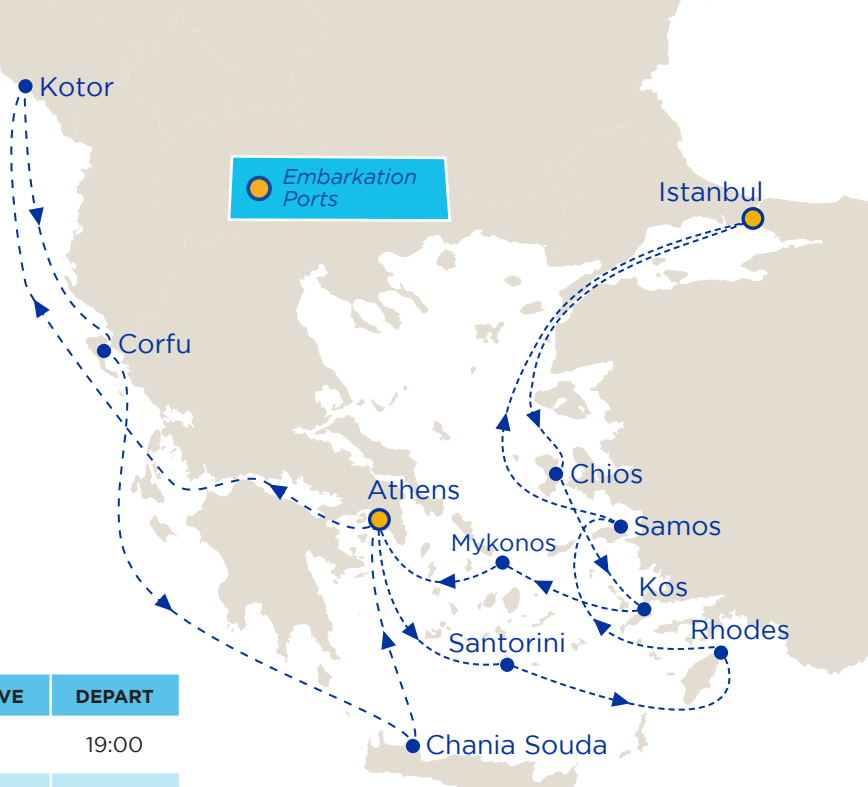 Kotor
Embarkation
Ports
Istanbul
Corfu
Chios
Athens
Samos
Mykonos
Kos
Rhodes
Santorini
VE
DEPART
19:00
Chania Souda